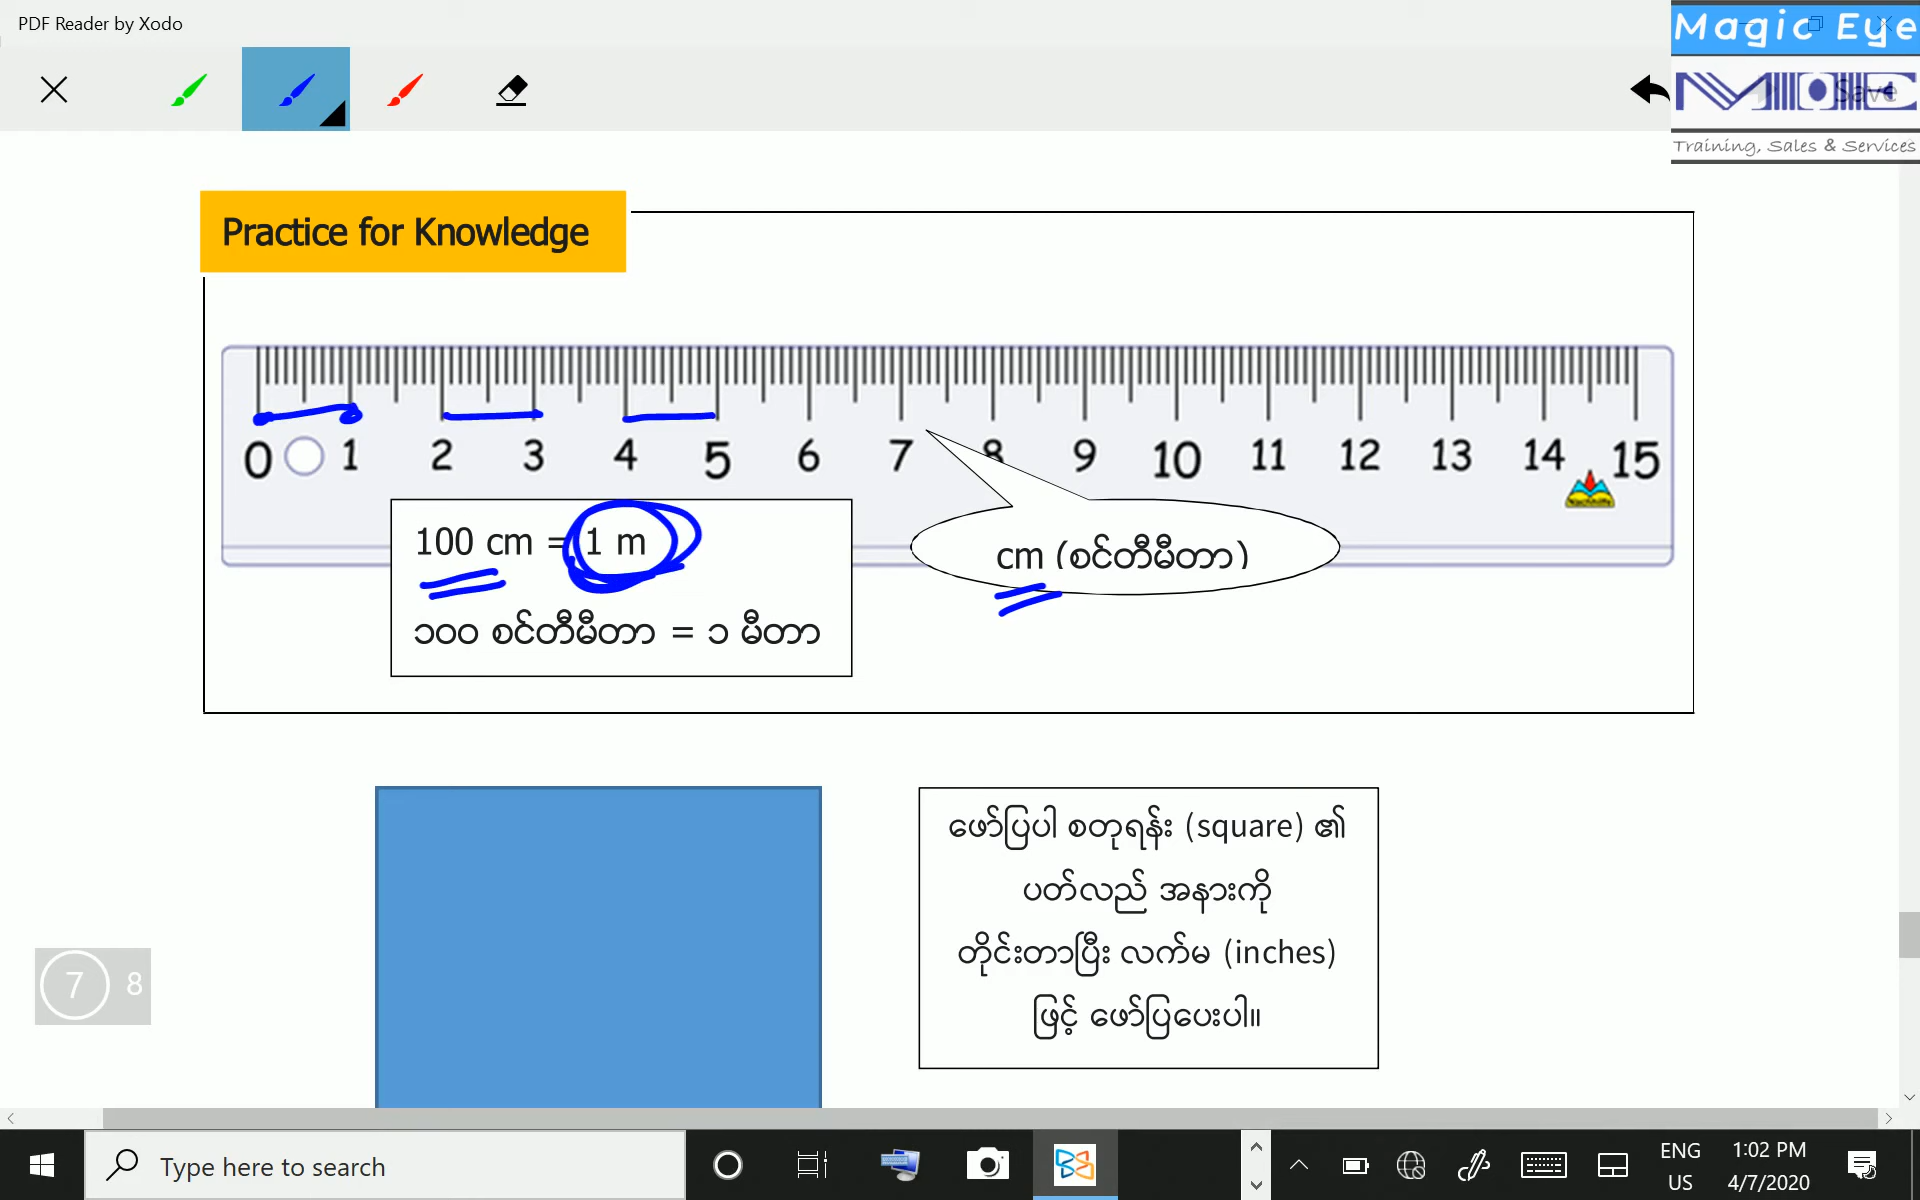 PDF Reader by Xodo
Magic Eye
MOC
Save
Training, Sales & Services
Practice for Knowledge
0 1 2 3 4 5 6 7 8 9 10 11 12 13 14 15
100 cm = 1 m
၁၀၀ စင်တီမီတာ = ၁ မီတာ
cm (စင်တီမီတာ)
ဖော်ပြပါ စတုရန်း (square) ၏
ပတ်လည် အနားကို
တိုင်းတာပြီး လက်မ (inches)
ဖြင့် ဖော်ပြပေးပါ။
7 8
Type here to search
ENG
US
1:02 PM
4/7/2020